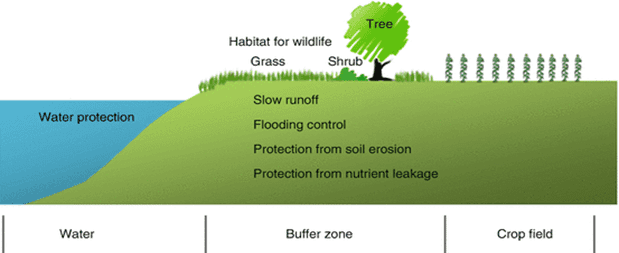 Tree
Habitat for wildlife
Grass
Shrub
Slow runoff
Water protection
Flooding control
Protection from soil erosion
Protection from nutrient leakage
Water
Buffer zone
Crop field